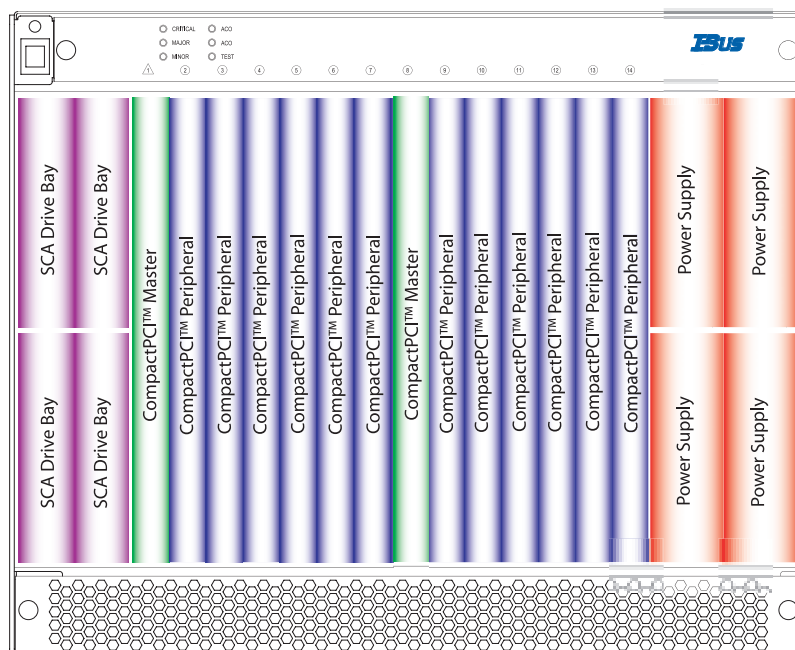 CRITICAL ACO
MAJOR ACO
MINOR TEST
IBus
1 2 3 4 5 6 7 8 9 10 11 12 13 14
SCA Drive Bay
SCA Drive Bay
CompactPCI™ Master
CompactPCI™ Peripheral
CompactPCI™ Peripheral
CompactPCI™ Peripheral
CompactPCI™ Peripheral
CompactPCI™ Peripheral
CompactPCI™ Peripheral
CompactPCI™ Master
CompactPCI™ Peripheral
CompactPCI™ Peripheral
CompactPCI™ Peripheral
CompactPCI™ Peripheral
CompactPCI™ Peripheral
CompactPCI™ Peripheral
Power Supply
Power Supply
SCA Drive Bay
SCA Drive Bay
Power Supply
Power Supply